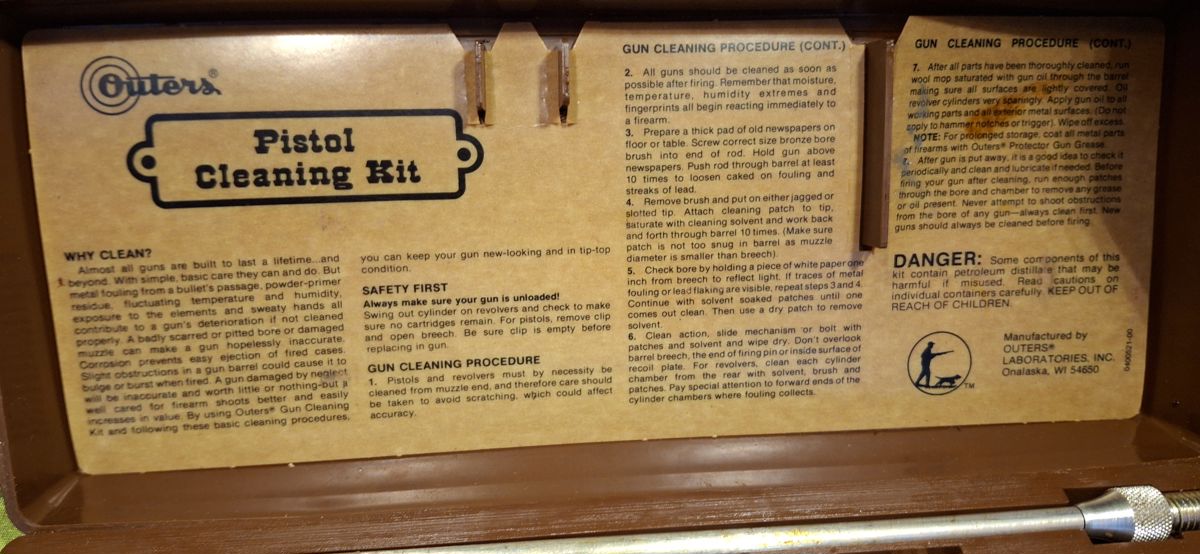 Outers®
Pistol
Cleaning Kit
WHY CLEAN?
Almost all guns are built to last a lifetime...and
beyond. With simple, basic care they can and do. But
metal fouling from a bullet's passage, powder-primer
residue, fluctuating temperature and humidity,
exposure to the elements and sweaty hands all
contribute to a gun's deterioration if not cleaned
properly. A badly scarred or pitted bore or damaged
muzzle can make a gun hopelessly inaccurate.
Corrosion prevents easy ejection of fired cases.
Slight obstructions in a gun barrel could cause it to
bulge or burst when fired. A gun damaged by neglect
will be inaccurate and worth little or nothing-but a
well cared for firearm shoots better and easily
increases in value. By using Outers® Gun Cleaning
Kit and following these basic cleaning procedures,
you can keep your gun new-looking and in tip-top
condition.
SAFETY FIRST
Always make sure your gun is unloaded!
Swing out cylinder on revolvers and check to make
sure no cartridges remain. For pistols, remove clip
and open breech. Be sure clip is empty before
replacing in gun.
GUN CLEANING PROCEDURE
1. Pistols and revolvers must by necessity be
cleaned from muzzle end, and therefore care should
be taken to avoid scratching, which could affect
accuracy.
GUN CLEANING PROCEDURE (CONT.)
2. All guns should be cleaned as soon as
possible after firing. Remember that moisture,
temperature, humidity extremes and
fingerprints all begin reacting immediately to
a firearm.
3. Prepare a thick pad of old newspapers on
floor or table. Screw correct size bronze bore
brush into end of rod. Hold gun above
newspapers. Push rod through barrel at least
10 times to loosen caked on fouling and
streaks of lead.
4. Remove brush and put on either jagged or
slotted tip. Attach cleaning patch to tip,
saturate with cleaning solvent and work back
and forth through barrel 10 times. (Make sure
patch is not too snug in barrel as muzzle
diameter is smaller than breech).
5. Check bore by holding a piece of white paper one
inch from breech to reflect light. If traces of metal
fouling or lead flaking are visible, repeat steps 3 and 4.
Continue with solvent soaked patches until one
comes out clean. Then use a dry patch to remove
solvent.
6. Clean action, slide mechanism or bolt with
patches and solvent and wipe dry. Don't overlook
barrel breech, the end of firing pin or inside surface of
recoil plate. For revolvers, clean each cylinder
chamber from the rear with solvent, brush and
patches. Pay special attention to forward ends of the
cylinder chambers where fouling collects.
GUN CLEANING PROCEDURE (CONT.)
7. After all parts have been thoroughly cleaned, run
wool mop saturated with gun oil through the barrel
making sure all surfaces are lightly covered. Oil
revolver cylinders very sparingly. Apply gun oil to all
working parts and all exterior metal surfaces. (Do not
apply to hammer notches or trigger). Wipe off excess.
NOTE: For prolonged storage, coat all metal parts
of firearms with Outers® Protector Gun Grease.
After gun is put away, it is a good idea to check it
periodically and clean and lubricate if needed. Before
firing your gun after cleaning, run enough patches
through the bore and chamber to remove any grease
or oil present. Never attempt to shoot obstructions
from the bore of any gun—always clean first. New
guns should always be cleaned before firing.
DANGER: Some components of this
kit contain petroleum distillate that may be
harmful if misused. Read cautions on
individual containers carefully. KEEP OUT OF
REACH OF CHILDREN.
TM
Manufactured by
OUTERS®
LABORATORIES, INC.
Onalaska, WI 54650